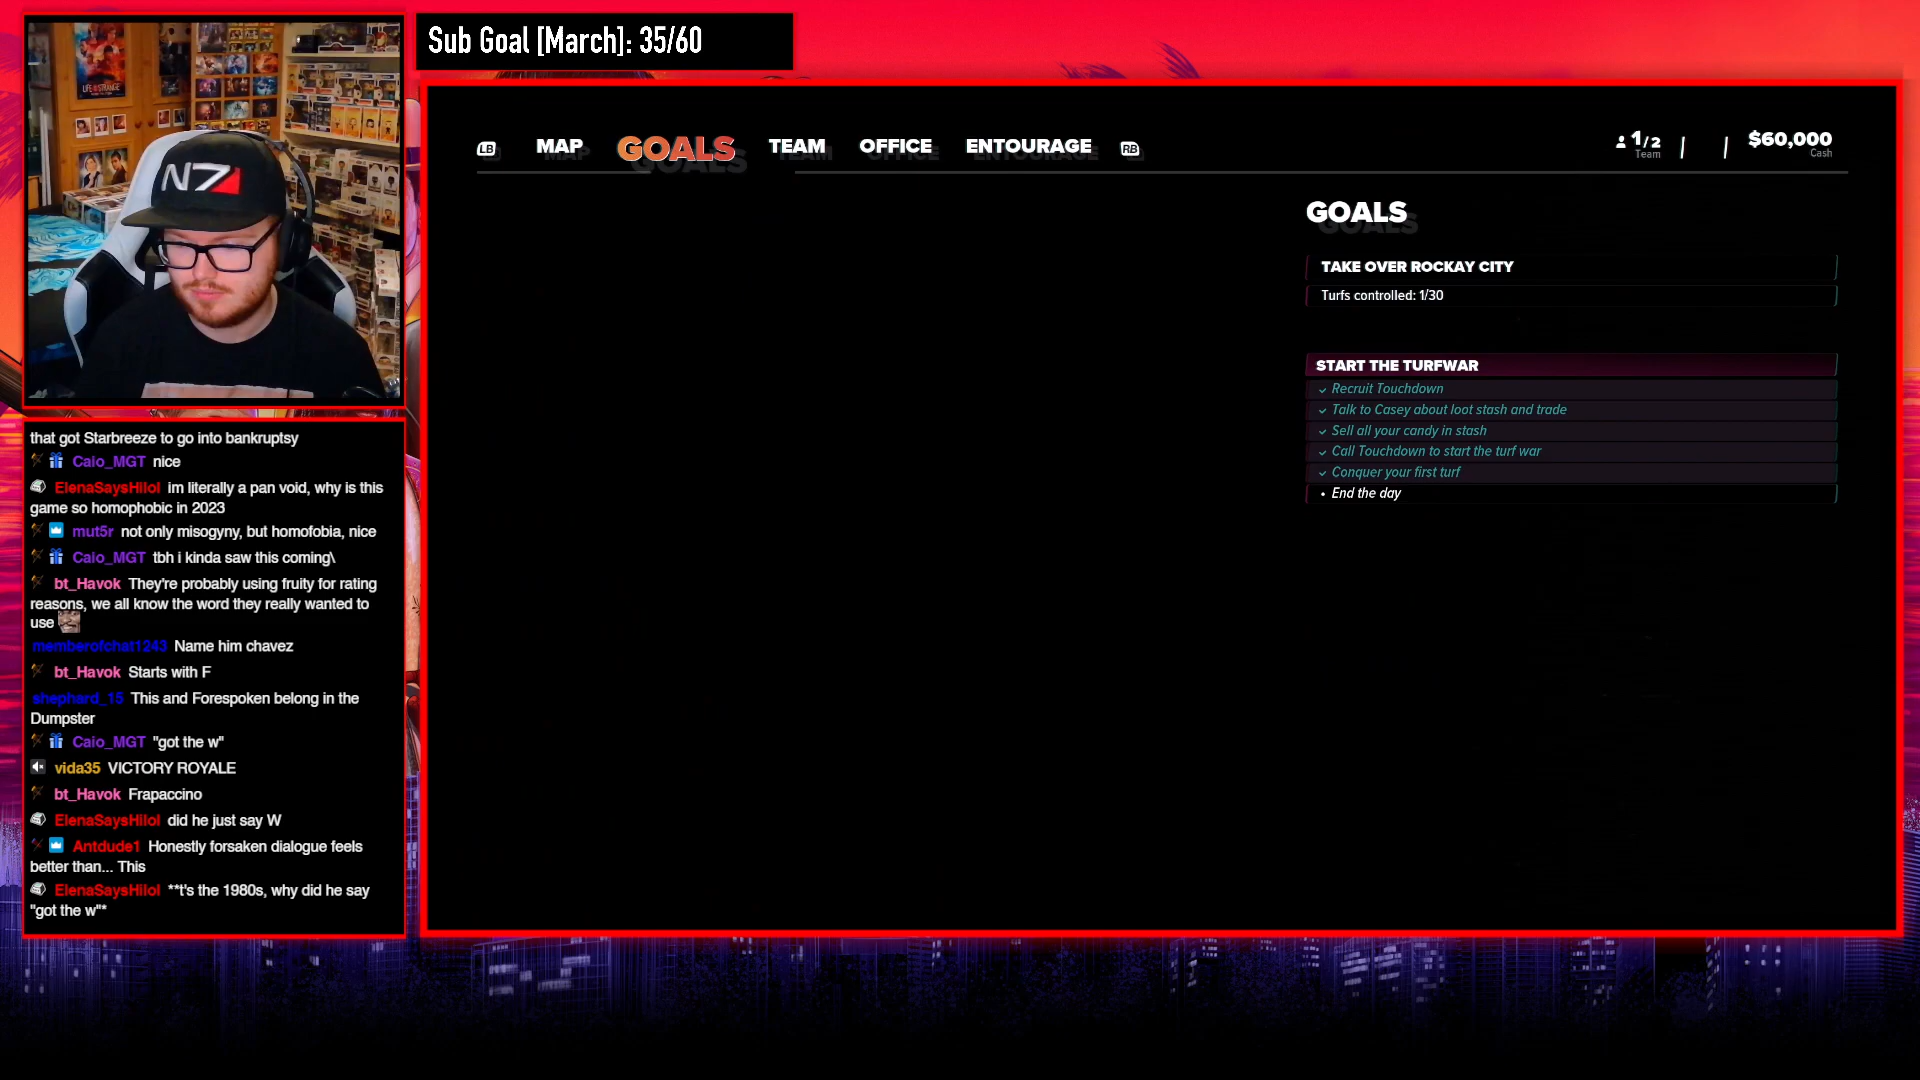 Sub Goal [March]: 35/60
LIFE IS STRANGE
N7
LB MAP GOALS TEAM OFFICE ENTOURAGE RB
1/2
Team
$60,000
Cash
GOALS
TAKE OVER ROCKAY CITY
Turfs controlled: 1/30
START THE TURFWAR
Recruit Touchdown
Talk to Casey about loot stash and trade
Sell all your candy in stash
Call Touchdown to start the turf war
Conquer your first turf
• End the day
that got Starbreeze to go into bankruptsy
Caio_MGT nice
ElenaSaysHilol im literally a pan void, why is this
game so homophobic in 2023
mut5r not only misogyny, but homofobia, nice
Caio_MGT tbh i kinda saw this coming\
bt_Havok They're probably using fruity for rating
reasons, we all know the word they really wanted to
use
memberofchat1243 Name him chavez
bt_Havok Starts with F
shephard_15 This and Forespoken belong in the
Dumpster
Caio_MGT "got the w"
vida35 VICTORY ROYALE
bt_Havok Frapaccino
ElenaSaysHilol did he just say W
Antdude1 Honestly forsaken dialogue feels
better than... This
ElenaSaysHilol **t's the 1980s, why did he say
"got the w"*